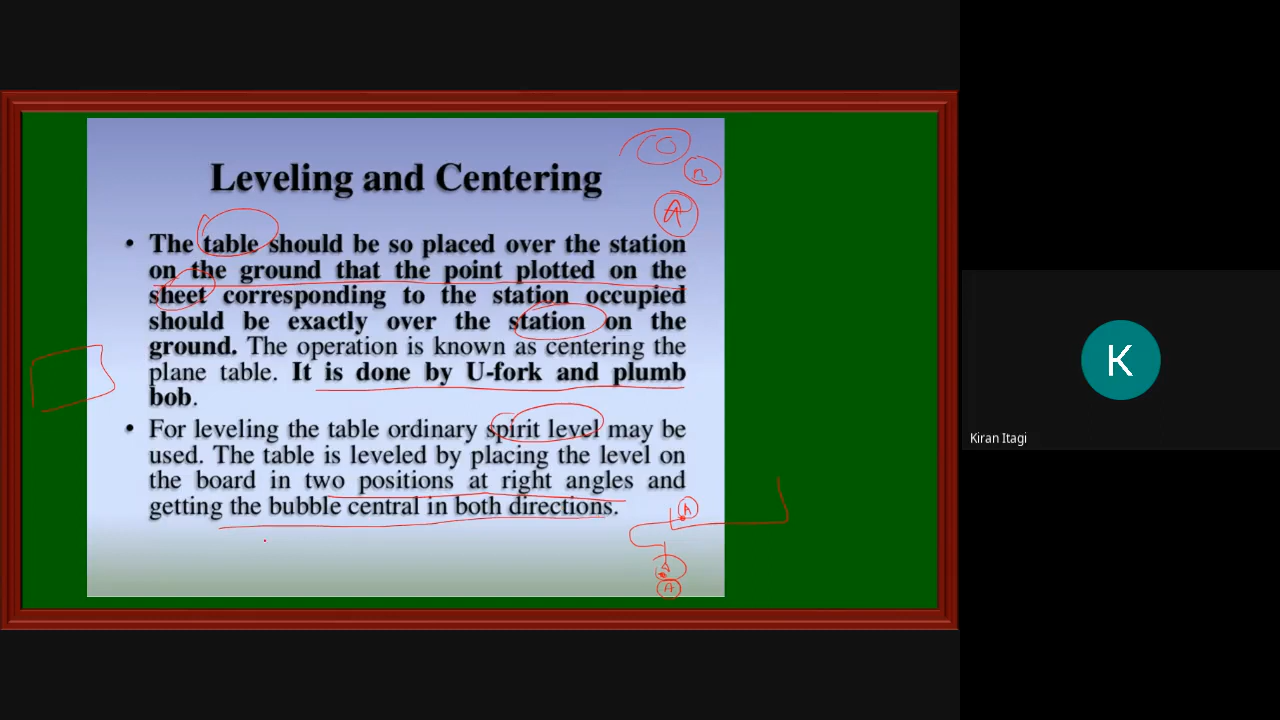 Leveling and Centering
• The table should be so placed over the station
on the ground that the point plotted on the
sheet corresponding to the station occupied
should be exactly over the station on the
ground. The operation is known as centering the
plane table. It is done by U-fork and plumb
bob.
• For leveling the table ordinary spirit level may be
used. The table is leveled by placing the level on
the board in two positions at right angles and
getting the bubble central in both directions.
B
A
A
A
K
Kiran Itagi